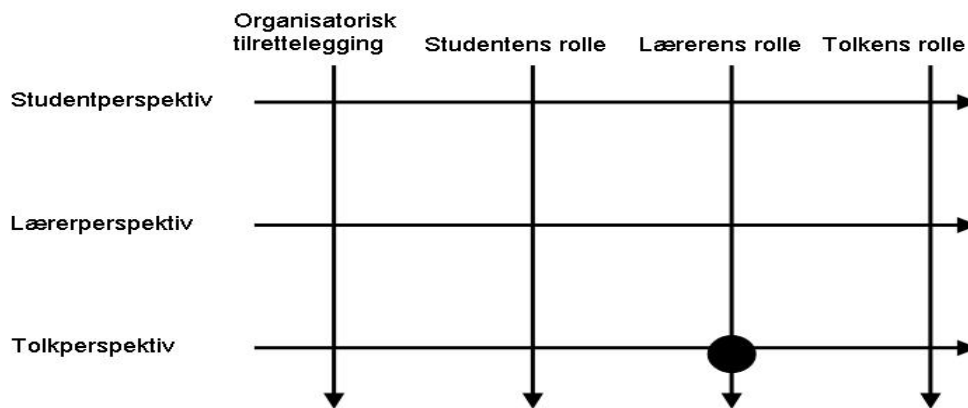 Organisatorisk
tilrettelegging
Studentens rolle
Lærerens rolle
Tolkens rolle
Studentperspektiv
Lærerperspektiv
Tolkperspektiv